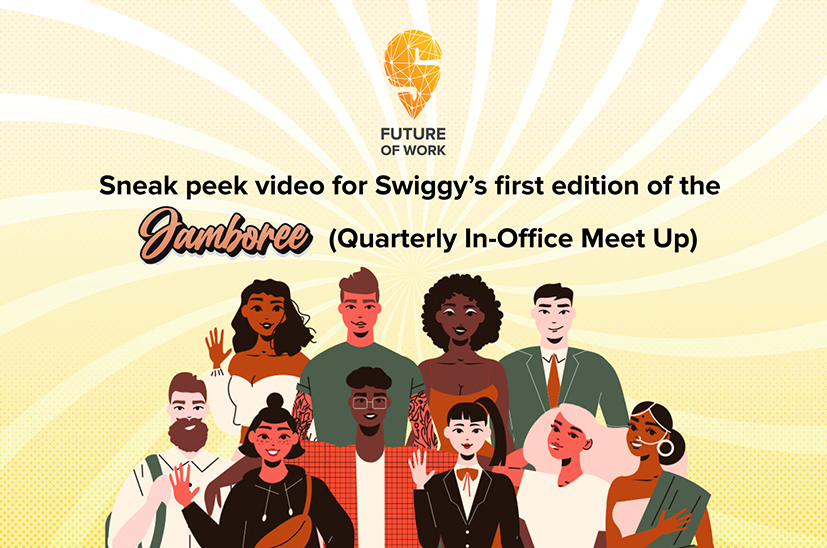 FUTURE
OF WORK
Sneak peek video for Swiggy’s first edition of the
Jamboree (Quarterly In-Office Meet Up)